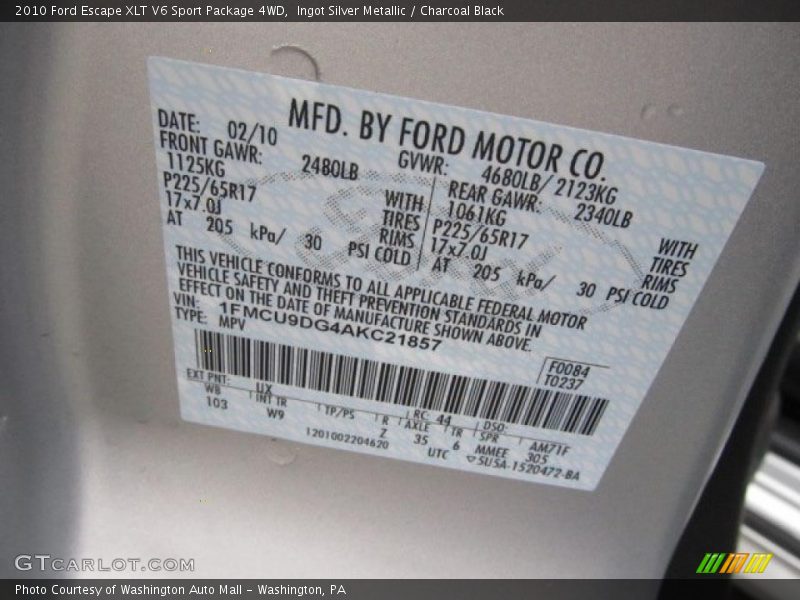 2010 Ford Escape XLT V6 Sport Package 4WD, Ingot Silver Metallic / Charcoal Black
MFD. BY FORD MOTOR CO.
DATE: 02/10 GVWR: 4680LB/ 2123KG
FRONT GAWR: 2480LB REAR GAWR: 2340LB
1125KG WITH 1061KG WITH
P225/65R17 TIRES P225/65R17 TIRES
17x7.0J RIMS 17x7.0J RIMS
AT 205 kPa/ 30 PSI COLD AT 205 kPa/ 30 PSI COLD
THIS VEHICLE CONFORMS TO ALL APPLICABLE FEDERAL MOTOR
VEHICLE SAFETY AND THEFT PREVENTION STANDARDS IN
EFFECT ON THE DATE OF MANUFACTURE SHOWN ABOVE.
VIN: 1FMCU9DG4AKC21857
TYPE: MPV
F0084
T0237
EXT PNT: UX RC: 44 DSO:
WB INT TR TP/PS R AXLE TR SPR AM71F
103 W9 Z 35 6 MMEE 305
1201002204620 UTC ▽5U5A-1520472-BA
GTCARLOT.COM
Photo Courtesy of Washington Auto Mall - Washington, PA